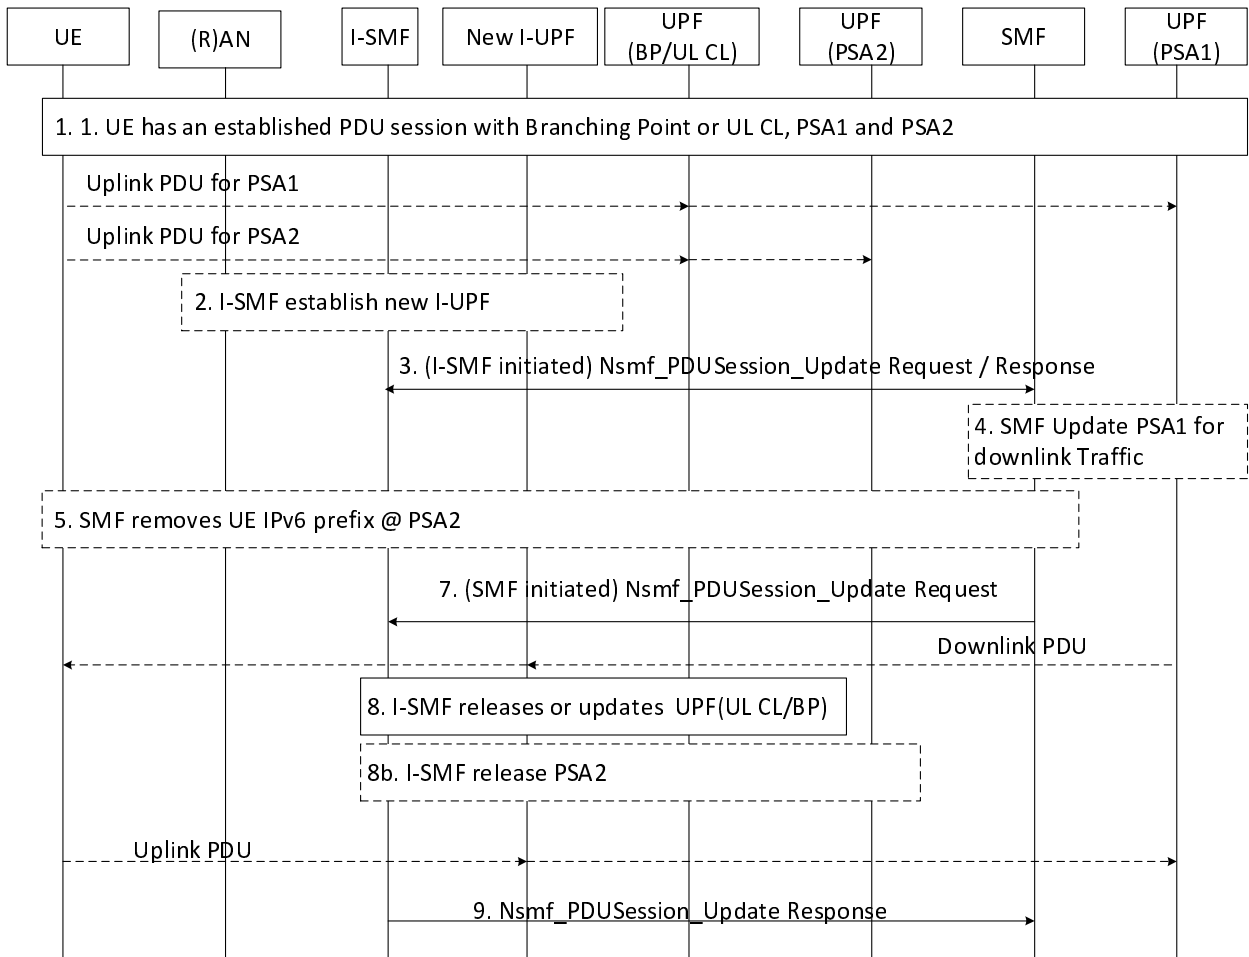 UE
(R)AN
I-SMF
New I-UPF
UPF
(BP/UL CL)
UPF
(PSA2)
SMF
UPF
(PSA1)
1. 1. UE has an established PDU session with Branching Point or UL CL, PSA1 and PSA2
Uplink PDU for PSA1
Uplink PDU for PSA2
2. I-SMF establish new I-UPF
3. (I-SMF initiated) Nsmf_PDUSession_Update Request / Response
4. SMF Update PSA1 for
downlink Traffic
5. SMF removes UE IPv6 prefix @ PSA2
7. (SMF initiated) Nsmf_PDUSession_Update Request
Downlink PDU
8. I-SMF releases or updates UPF(UL CL/BP)
8b. I-SMF release PSA2
Uplink PDU
9. Nsmf_PDUSession_Update Response